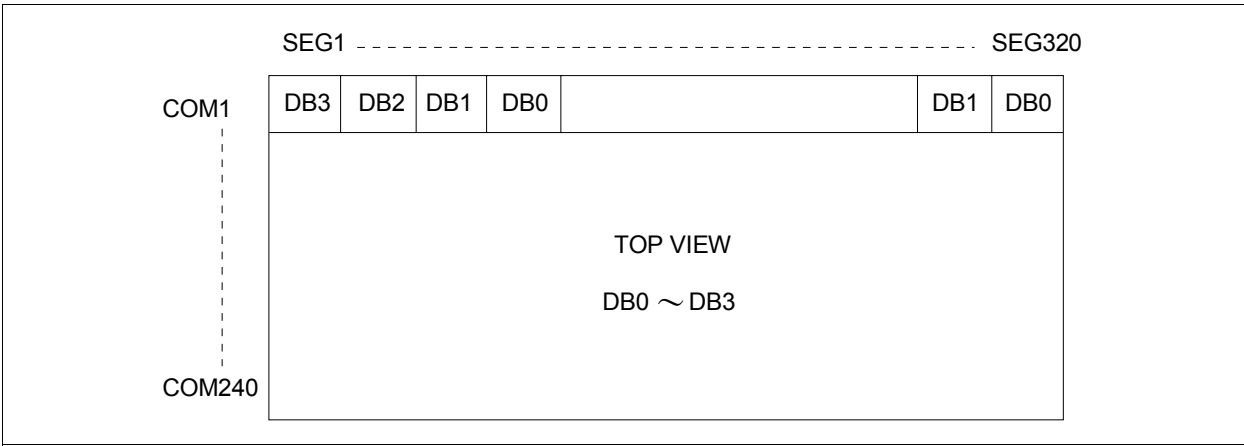 SEG1 SEG320
COM1 DB3 DB2 DB1 DB0 DB1 DB0
TOP VIEW
DB0 ~ DB3
COM240